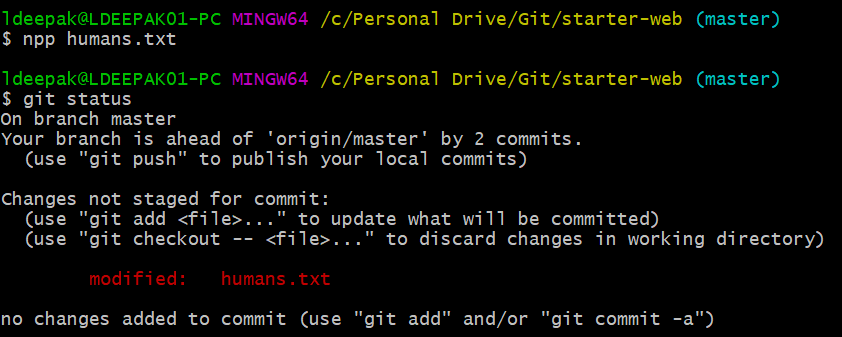 ldeepak@LDEEPAK01-PC MINGW64 /c/Personal Drive/Git/starter-web (master)
$ npp humans.txt
ldeepak@LDEEPAK01-PC MINGW64 /c/Personal Drive/Git/starter-web (master)
$ git status
On branch master
Your branch is ahead of 'origin/master' by 2 commits.
(use "git push" to publish your local commits)
Changes not staged for commit:
(use "git add <file>..." to update what will be committed)
(use "git checkout -- <file>..." to discard changes in working directory)
modified: humans.txt
no changes added to commit (use "git add" and/or "git commit -a")